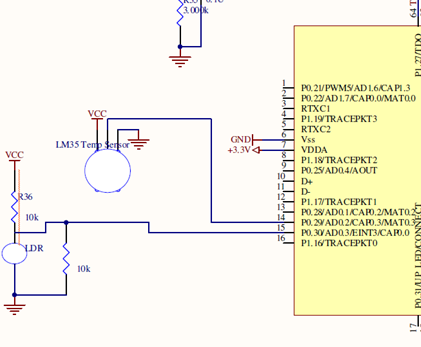 3.000k
64
P1.27/TDO
1 P0.21/PWM5/AD1.6/CAP1.3
2 P0.22/AD1.7/CAP0.0/MAT0.0
3 RTXC1
4 P1.19/TRACEPKT3
5 RTXC2
GND 6 Vss
+3.3V 7 VDDA
8 P1.18/TRACEPKT2
9 P0.25/AD0.4/AOUT
10 D+
11 D-
12 P1.17/TRACEPKT1
13 P0.28/AD0.1/CAP0.2/MAT0.2
14 P0.29/AD0.2/CAP0.3/MAT0.3
15 P0.30/AD0.3/EINT3/CAP0.0
16 P1.16/TRACEPKT0
P0.31/UP_LED/CONNECT
17
VCC
LM35 Temp Sensor
VCC
R36
10k
LDR
10k